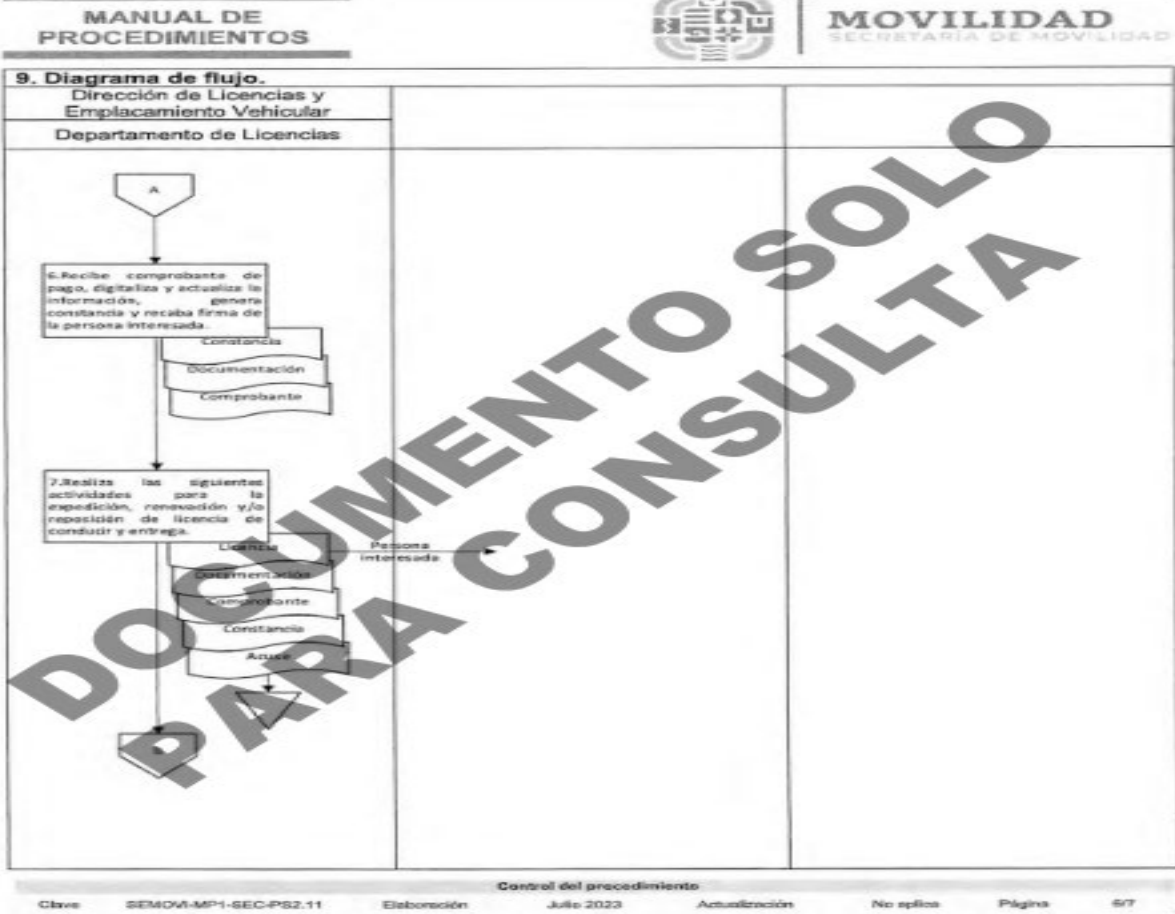 MANUAL DE
PROCEDIMIENTOS
MOVILIDAD
SECRETARÍA DE MOVILIDAD
9. Diagrama de flujo.
Dirección de Licencias y
Emplacamiento Vehicular
Departamento de Licencias
A
6.Recibe comprobante de
pago, digitaliza y actualiza la
información, genera
constancia y recaba firma de
la persona interesada.
Constancia
Documentación
Comprobante
7.Realiza las siguientes
actividades para la
expedición, renovación y/o
reposición de licencia de
conducir y entrega.
Licencia
Persona
interesada
Documentación
Comprobante
Constancia
Acuse
DOCUMENTO SOLO
PARA CONSULTA
Control del procedimiento
Clave SEMOVI-MP1-SEC-PS2.11 Elaboración Julio 2023 Actualización No aplica Página 6/7